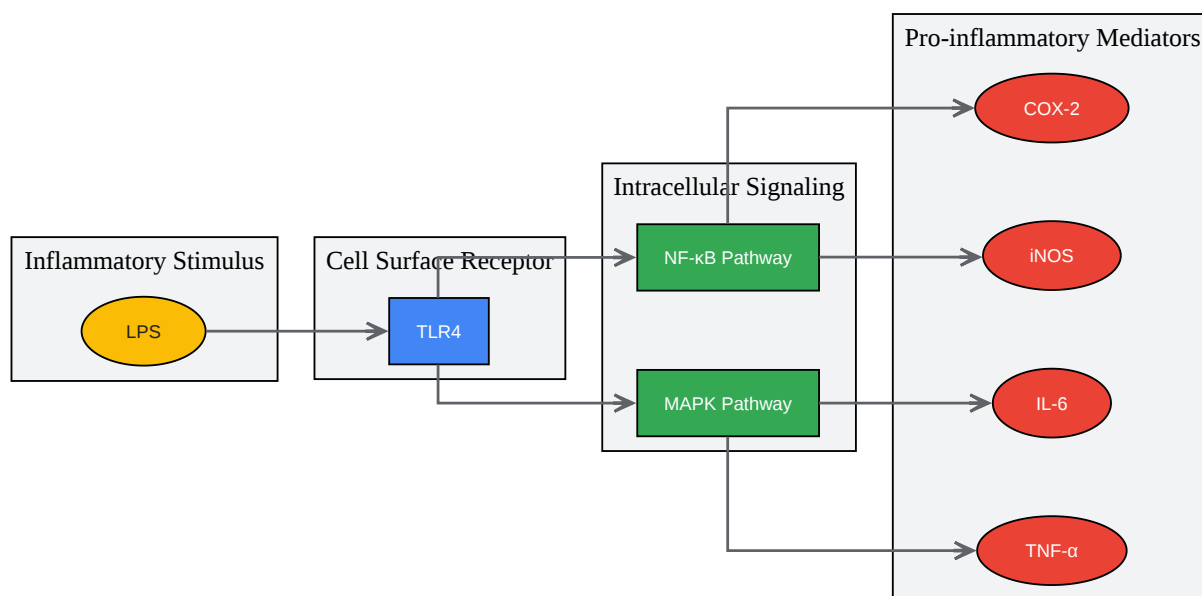 Inflammatory Stimulus
LPS
Cell Surface Receptor
TLR4
Intracellular Signaling
NF-κB Pathway
MAPK Pathway
Pro-inflammatory Mediators
COX-2
iNOS
IL-6
TNF-α